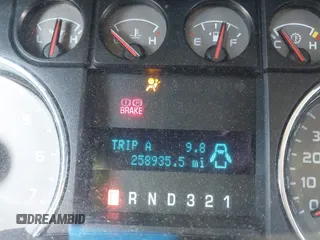 C H E F C H
BRAKE
TRIP A 9.8
258935.5 mi
R N D 3 2 1
DREAMBID